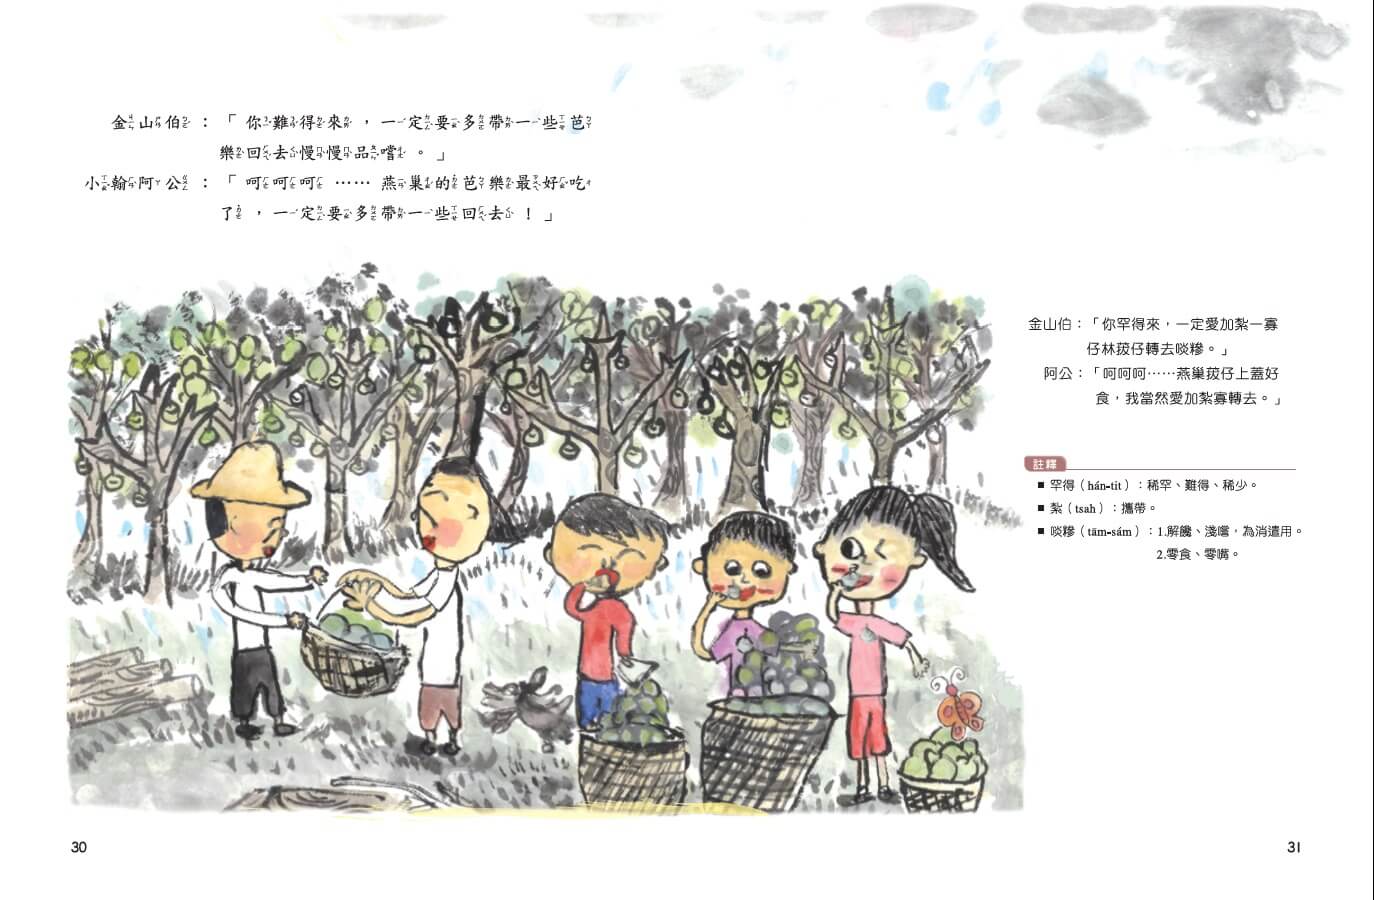 金山伯：「你難得來，一定要多帶一些芭
樂回去慢慢品嚐。」
小翰阿公：「呵呵呵……燕巢的芭樂最好吃
了，一定要多帶一些回去！」
金山伯：「你罕得來，一定愛加紮一寡
仔林菝仔轉去啖糝。」
阿公：「呵呵呵……燕巢菝仔上蓋好
食，我當然愛加紮寡轉去。」
註釋
■ 罕得（hán-tit）：稀罕、難得、稀少。
■ 紮（tsah）：攜帶。
■ 啖糝（tām-sám）：1.解饞、淺嚐，為消遣用。
2.零食、零嘴。
30
31